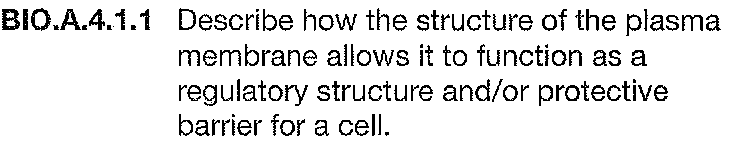 BIO.A.4.1.1 Describe how the structure of the plasma
membrane allows it to function as a
regulatory structure and/or protective
barrier for a cell.